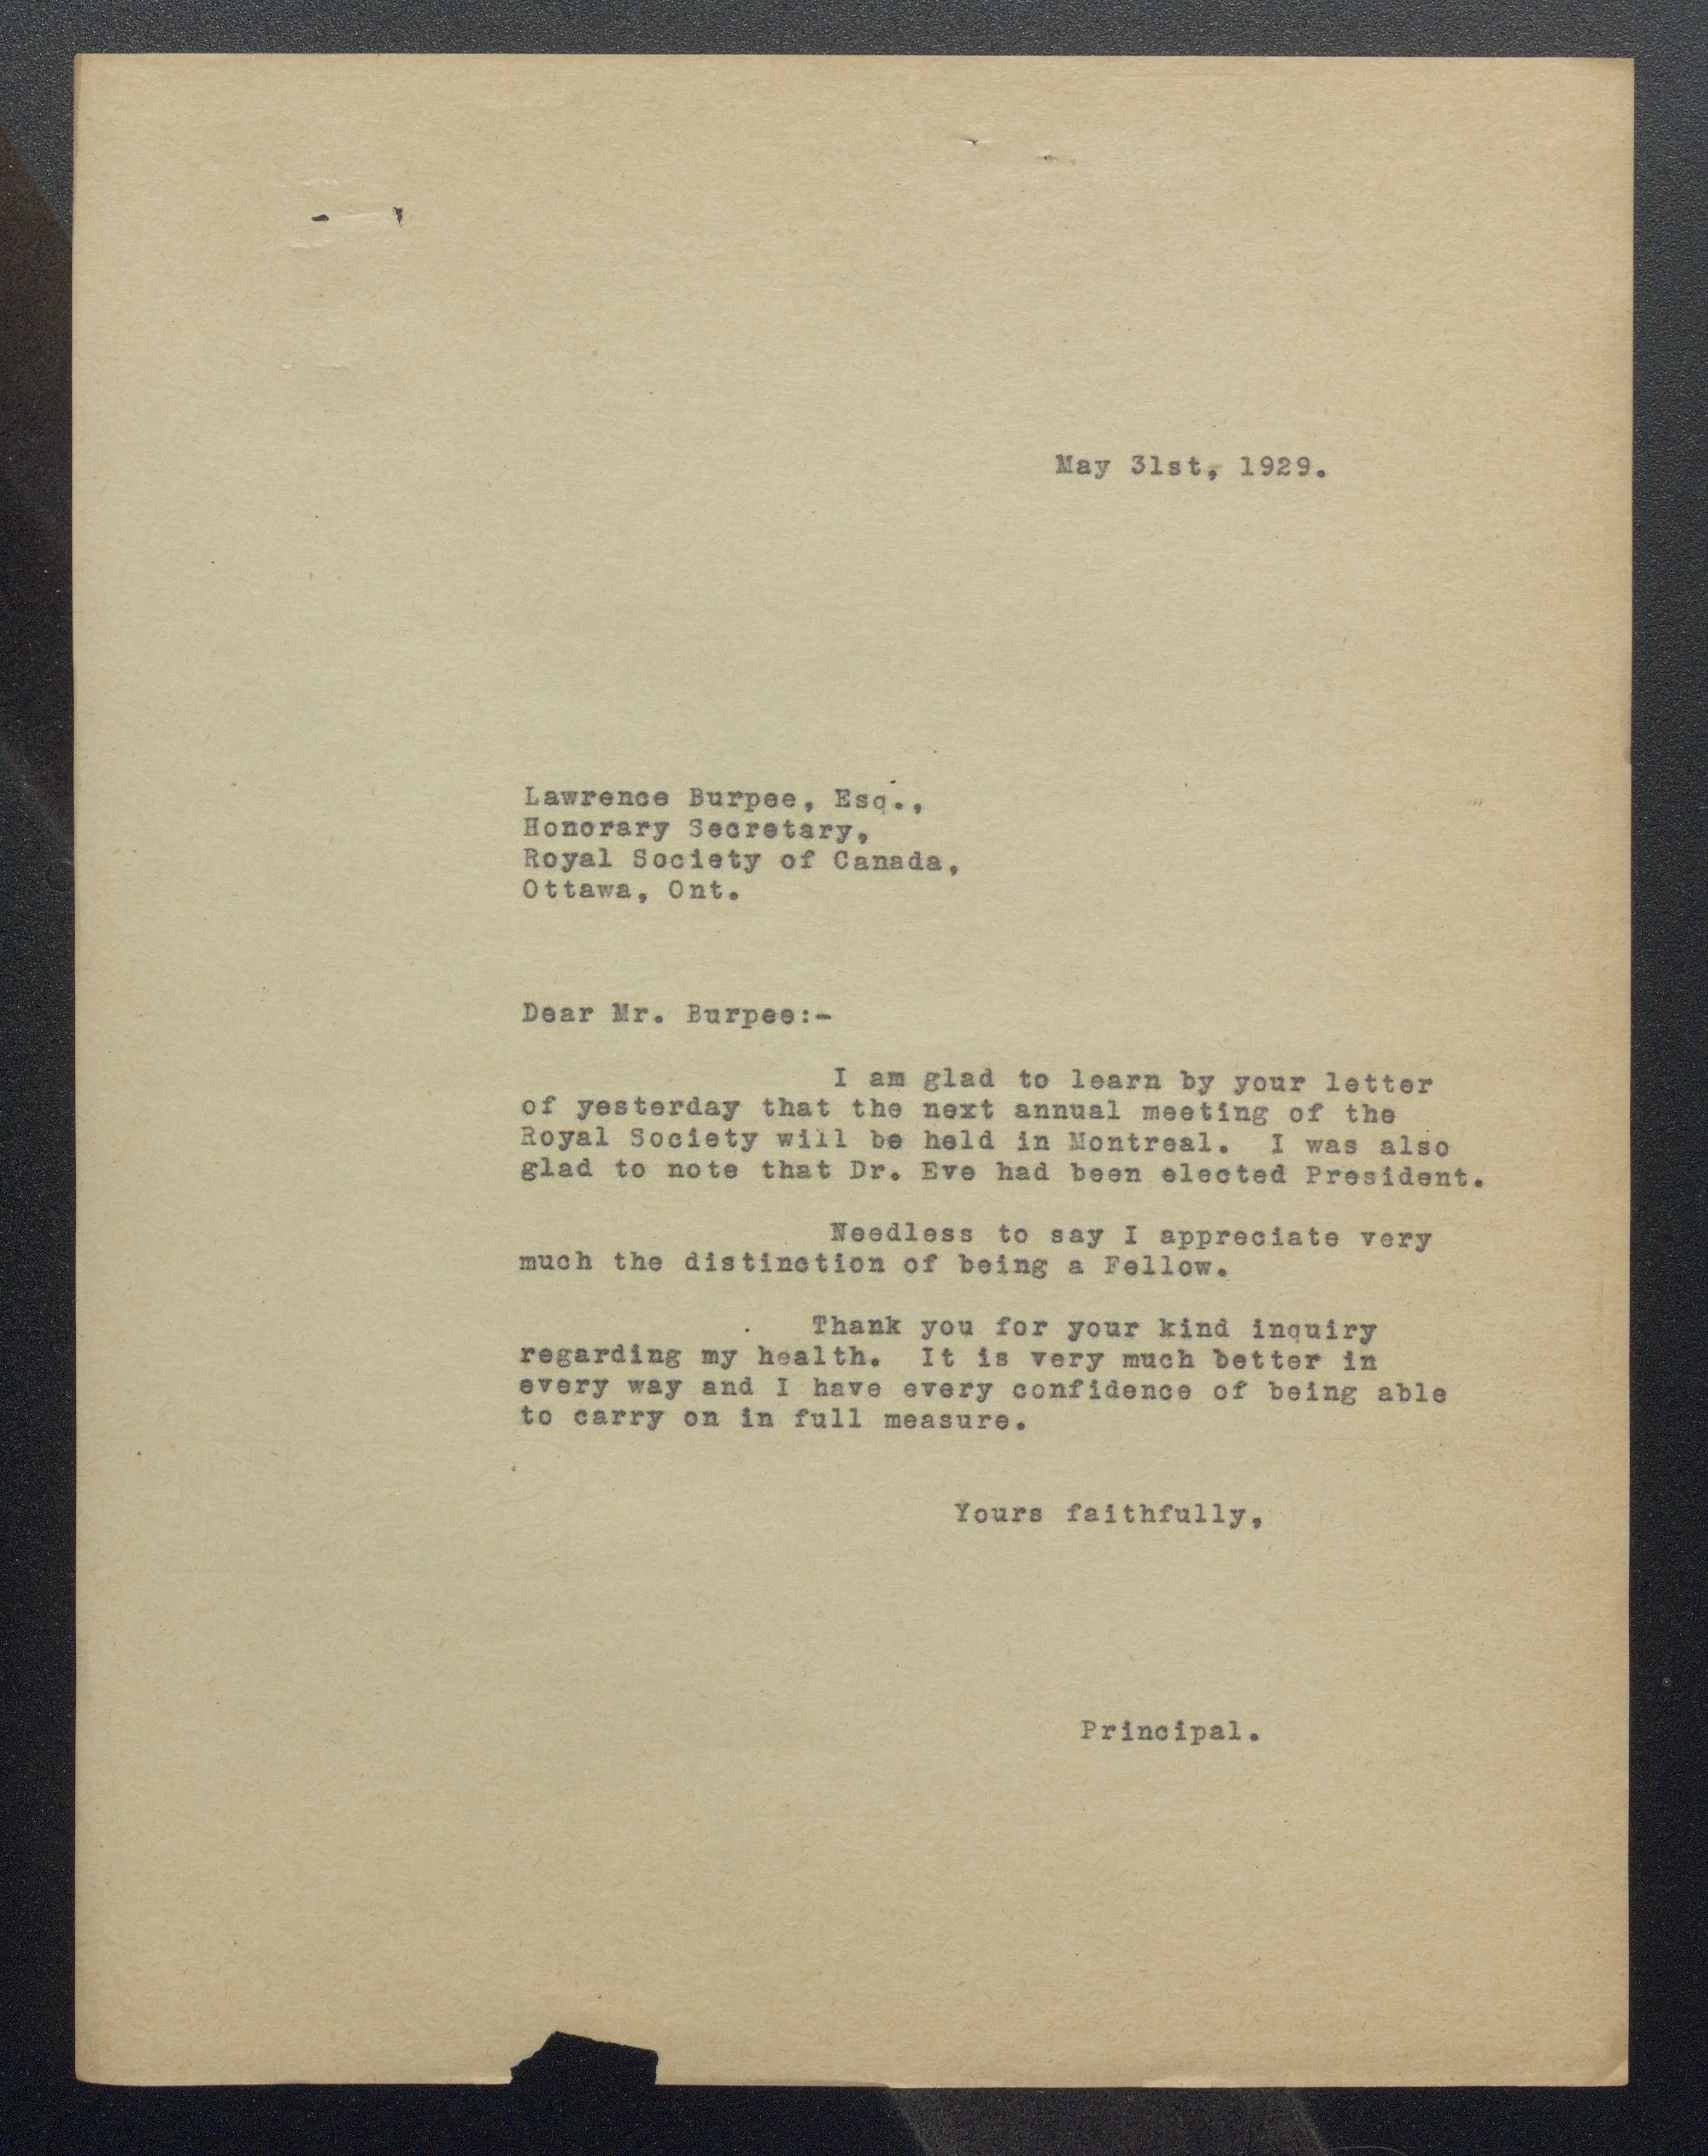 May 31st, 1929.
Lawrence Burpee, Esq.,
Honorary Secretary,
Royal Society of Canada,
Ottawa, Ont.
Dear Mr. Burpee:-
I am glad to learn by your letter
of yesterday that the next annual meeting of the
Royal Society will be held in Montreal. I was also
glad to note that Dr. Eve had been elected President.
Needless to say I appreciate very
much the distinction of being a Fellow.
Thank you for your kind inquiry
regarding my health. It is very much better in
every way and I have every confidence of being able
to carry on in full measure.
Yours faithfully,
Principal.